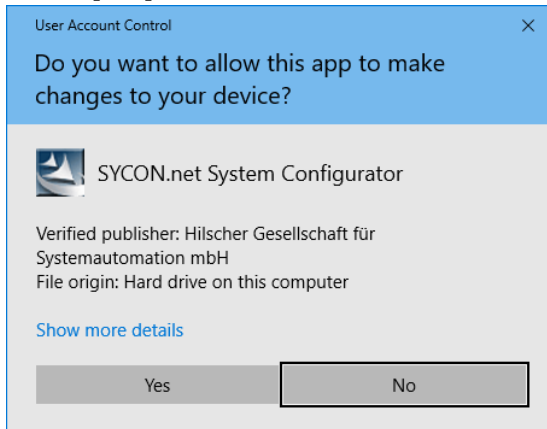 User Account Control
Do you want to allow this app to make
changes to your device?
SYCON.net System Configurator
Verified publisher: Hilscher Gesellschaft für
Systemautomation mbH
File origin: Hard drive on this computer
Show more details
Yes
No